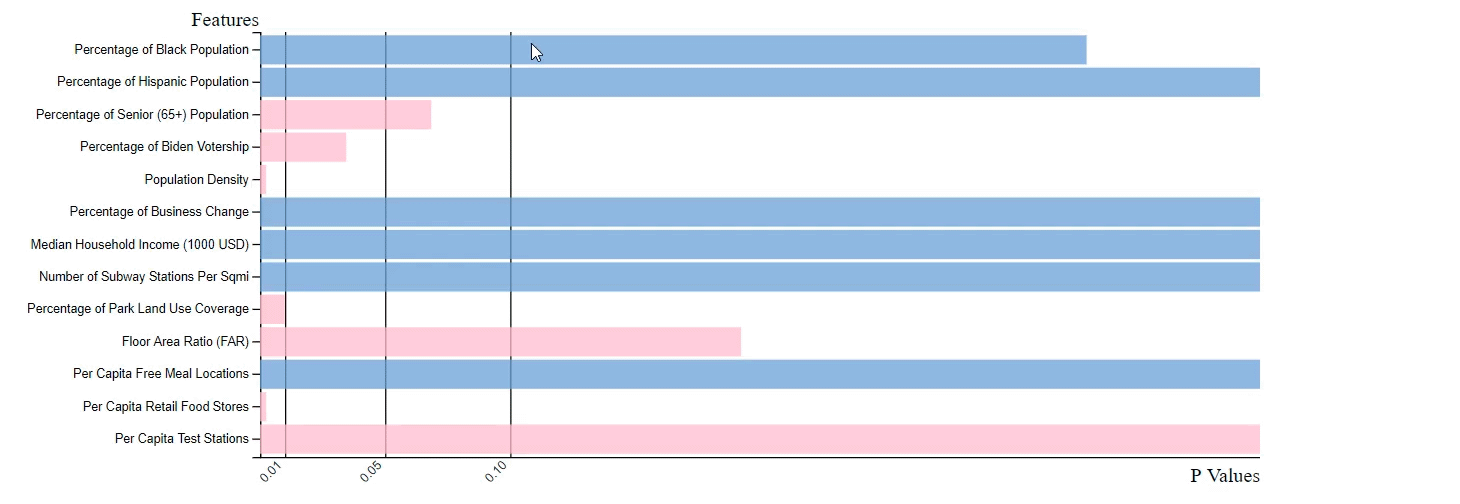 Features
Percentage of Black Population
Percentage of Hispanic Population
Percentage of Senior (65+) Population
Percentage of Biden Votership
Population Density
Percentage of Business Change
Median Household Income (1000 USD)
Number of Subway Stations Per Sqmi
Percentage of Park Land Use Coverage
Floor Area Ratio (FAR)
Per Capita Free Meal Locations
Per Capita Retail Food Stores
Per Capita Test Stations
0.01 0.05 0.10
P Values